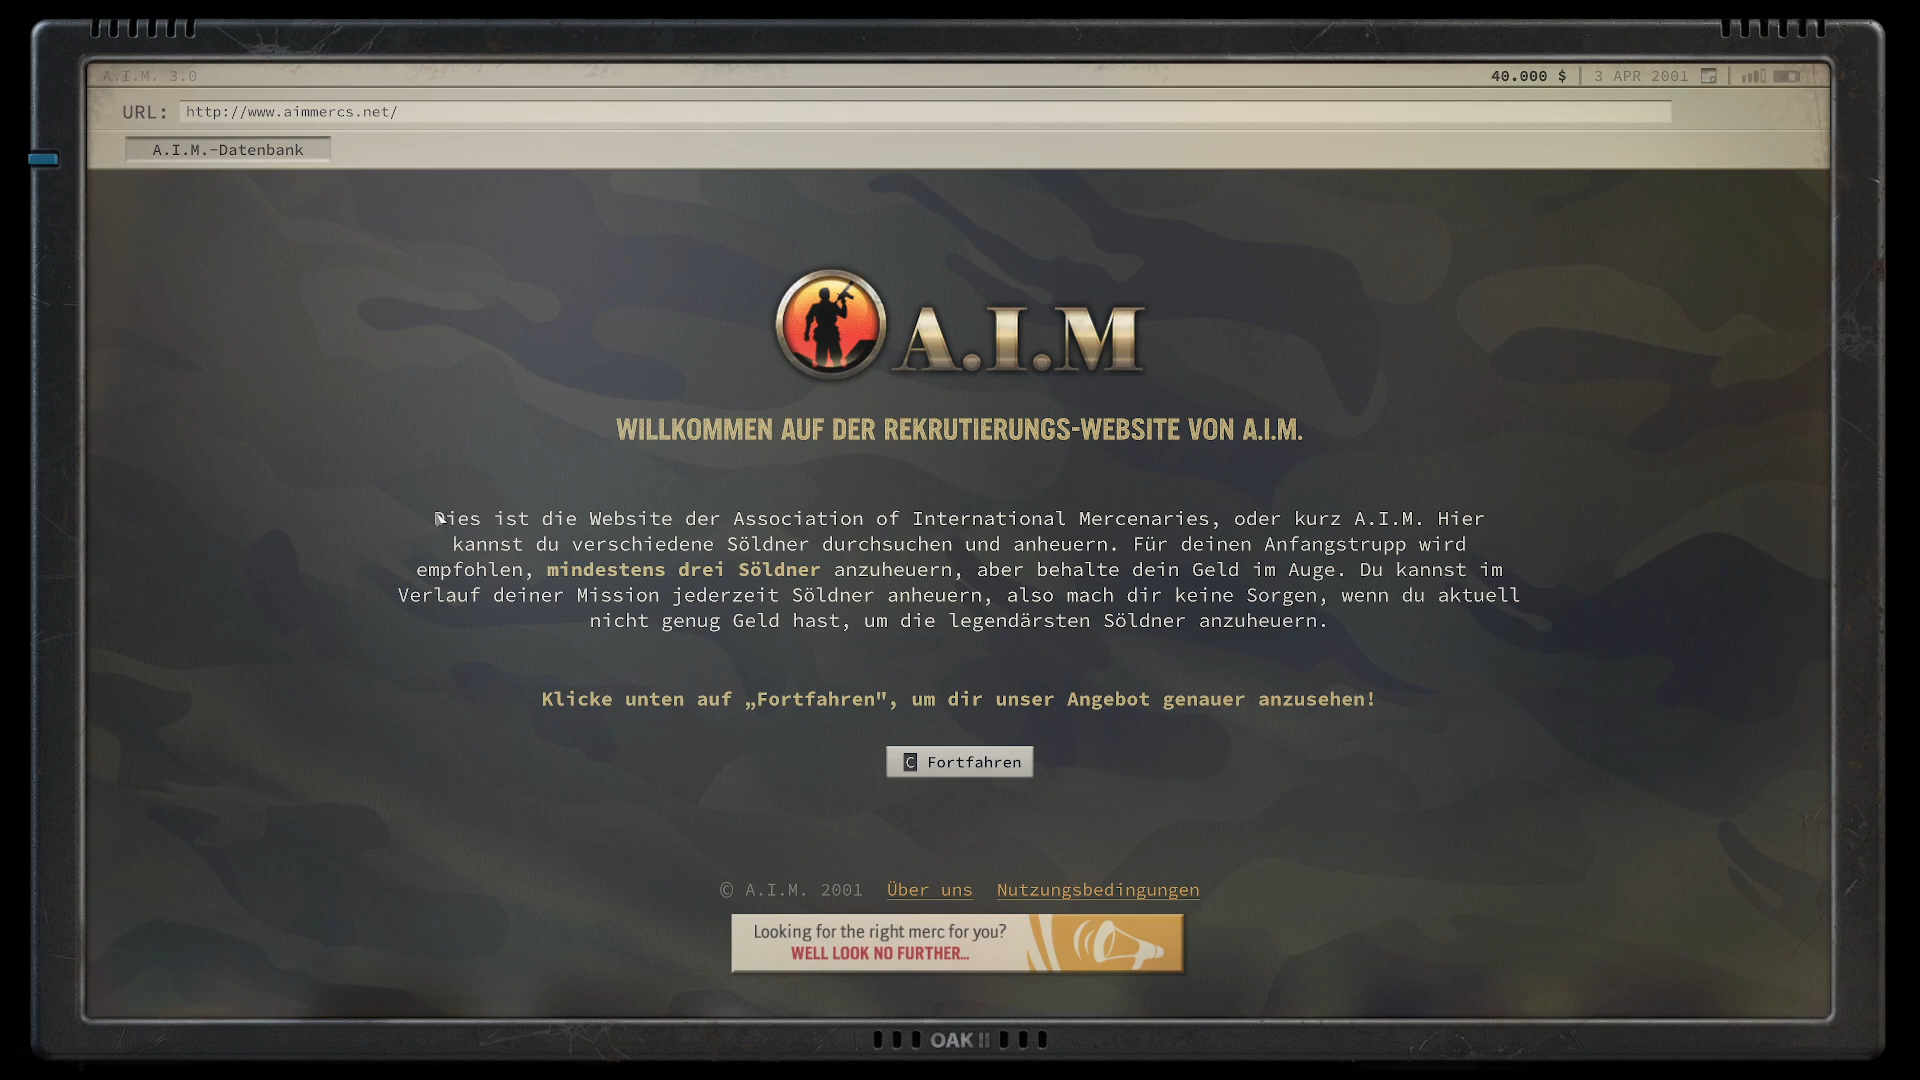 A.I.M. 3.0
40.000 $ | 3 APR 2001
URL: http://www.aimmercs.net/
A.I.M.-Datenbank
A.I.M
WILLKOMMEN AUF DER REKRUTIERUNGS-WEBSITE VON A.I.M.
Dies ist die Website der Association of International Mercenaries, oder kurz A.I.M. Hier
kannst du verschiedene Söldner durchsuchen und anheuern. Für deinen Anfangstrupp wird
empfohlen, mindestens drei Söldner anzuheuern, aber behalte dein Geld im Auge. Du kannst im
Verlauf deiner Mission jederzeit Söldner anheuern, also mach dir keine Sorgen, wenn du aktuell
nicht genug Geld hast, um die legendärsten Söldner anzuheuern.
Klicke unten auf „Fortfahren", um dir unser Angebot genauer anzusehen!
C Fortfahren
© A.I.M. 2001 Über uns Nutzungsbedingungen
Looking for the right merc for you?
WELL LOOK NO FURTHER...
OAK II